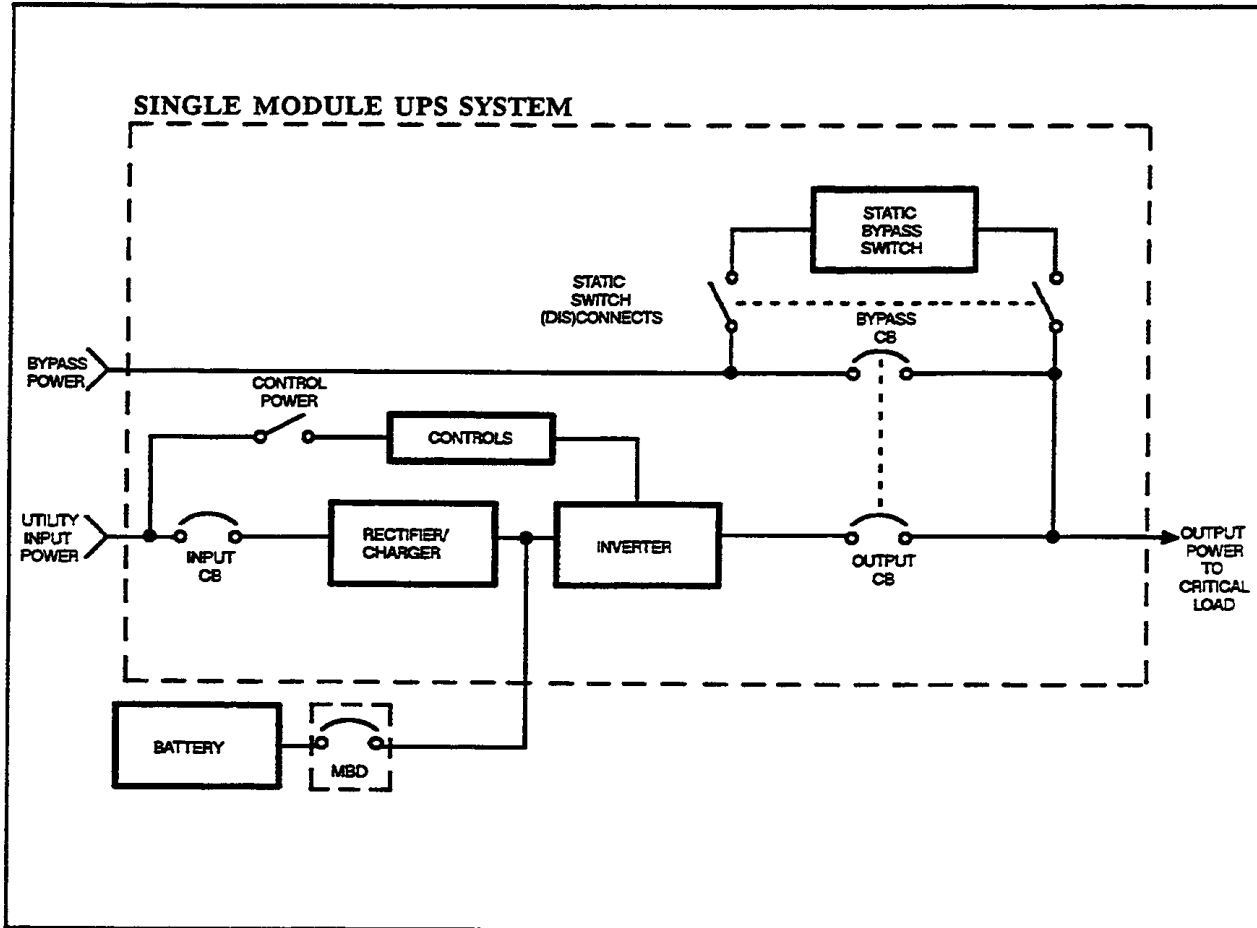 SINGLE MODULE UPS SYSTEM
STATIC
BYPASS
SWITCH
STATIC
SWITCH
(DIS)CONNECTS
BYPASS
CB
BYPASS
POWER
CONTROL
POWER
CONTROLS
UTILITY
INPUT
POWER
INPUT
CB
RECTIFIER/
CHARGER
INVERTER
OUTPUT
CB
OUTPUT
POWER
TO
CRITICAL
LOAD
BATTERY
MBD